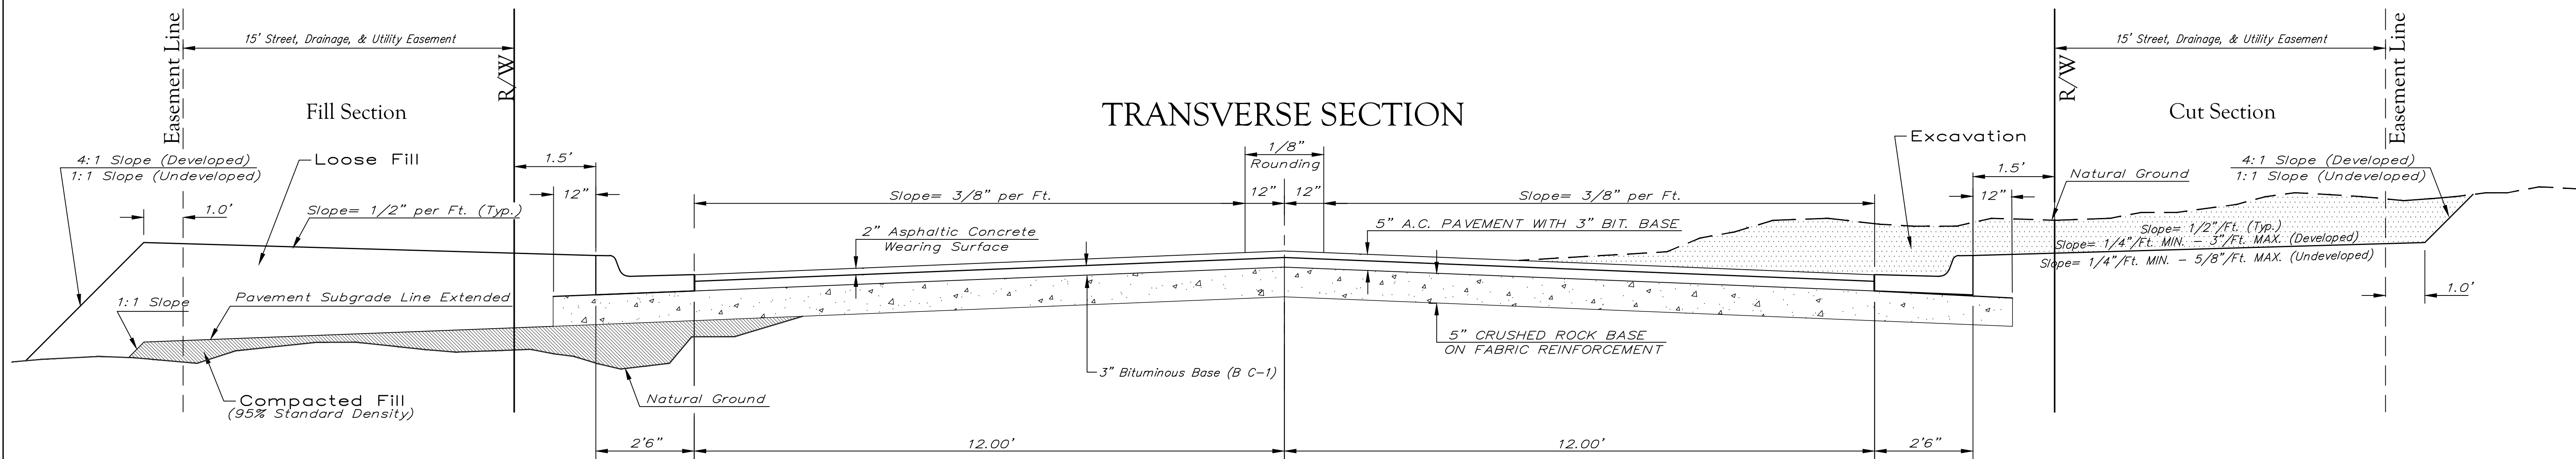 Easement Line
15' Street, Drainage, & Utility Easement
R/W
Fill Section
TRANSVERSE SECTION
R/W
15' Street, Drainage, & Utility Easement
Easement Line
Cut Section
4:1 Slope (Developed)
1:1 Slope (Undeveloped)
Loose Fill
1.5'
12"
1.0'
Slope= 1/2" per Ft. (Typ.)
Slope= 3/8" per Ft.
1/8"
Rounding
12"
12"
Slope= 3/8" per Ft.
Excavation
1.5'
12"
Natural Ground
4:1 Slope (Developed)
1:1 Slope (Undeveloped)
2" Asphaltic Concrete
Wearing Surface
5" A.C. PAVEMENT WITH 3" BIT. BASE
Slope= 1/2"/Ft. (Typ.)
Slope= 1/4"/Ft. MIN. – 3"/Ft. MAX. (Developed)
Slope= 1/4"/Ft. MIN. – 5/8"/Ft. MAX. (Undeveloped)
1.0'
1:1 Slope
Pavement Subgrade Line Extended
5" CRUSHED ROCK BASE
ON FABRIC REINFORCEMENT
3" Bituminous Base (B C-1)
Compacted Fill
(95% Standard Density)
Natural Ground
2'6"
12.00'
12.00'
2'6"